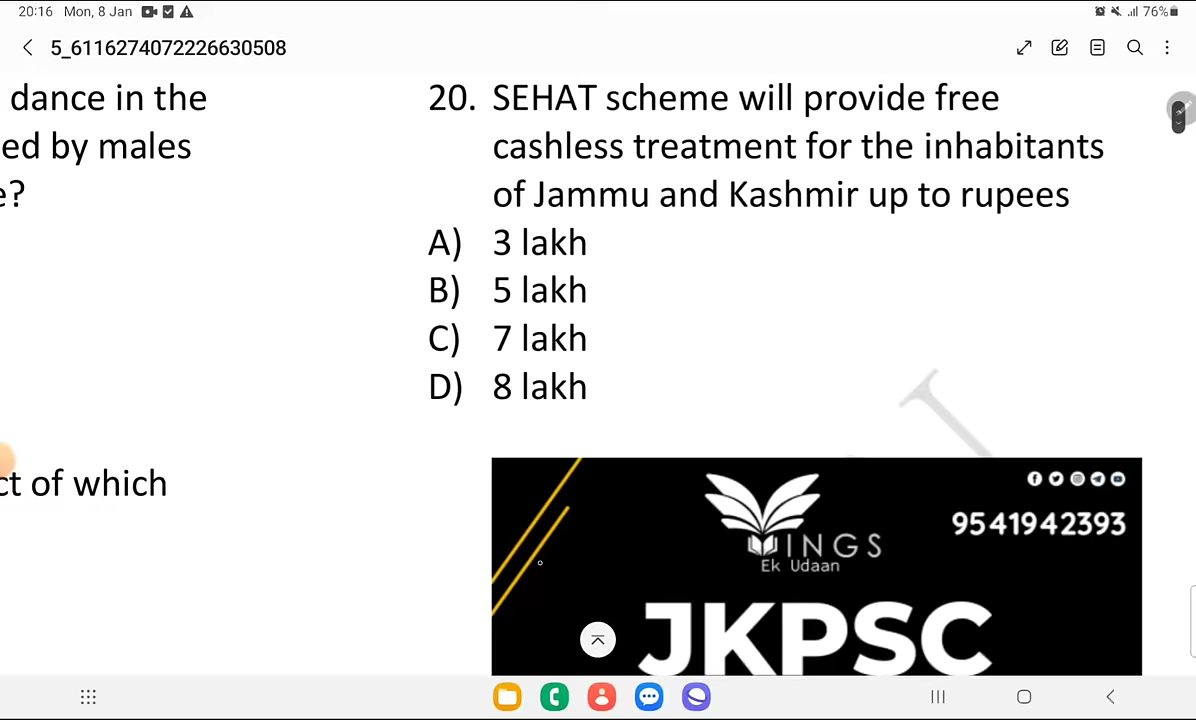 20:16 Mon, 8 Jan
76%
5_6116274072226630508
dance in the
ed by males
e?
ct of which
20. SEHAT scheme will provide free
cashless treatment for the inhabitants
of Jammu and Kashmir up to rupees
A) 3 lakh
B) 5 lakh
C) 7 lakh
D) 8 lakh
WINGS
Ek Udaan
9541942393
JKPSC